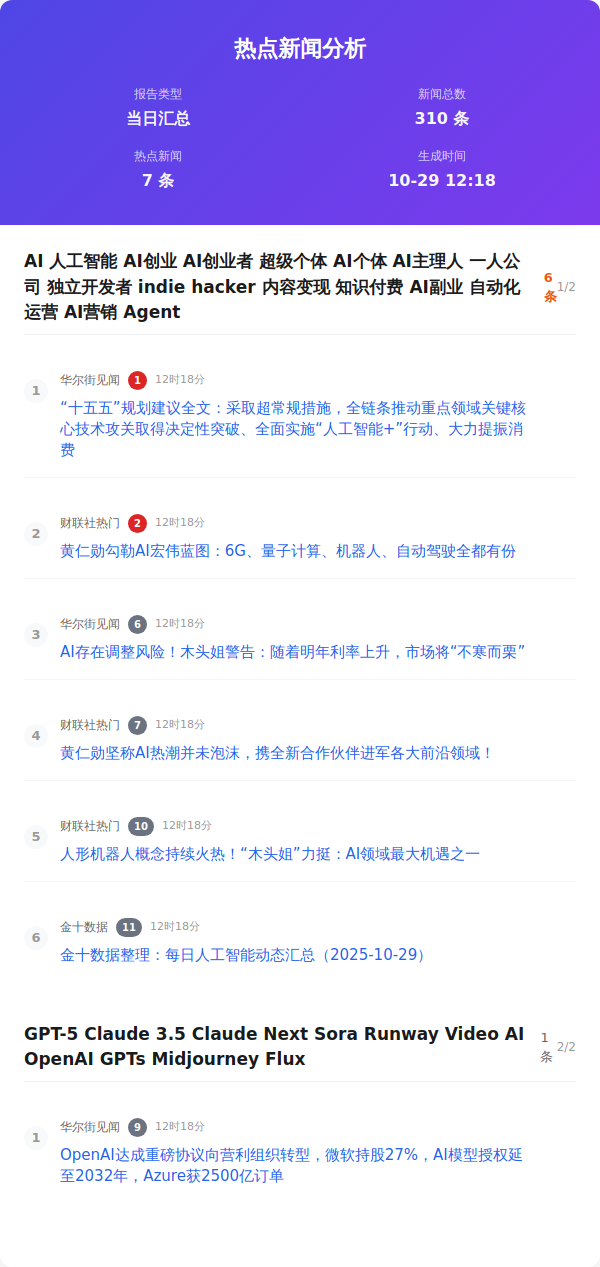 热点新闻分析
报告类型
当日汇总
新闻总数
310 条
热点新闻
7 条
生成时间
10-29 12:18
AI 人工智能 AI创业 AI创业者 超级个体 AI个体 AI主理人 一人公
司 独立开发者 indie hacker 内容变现 知识付费 AI副业 自动化
运营 AI营销 Agent
6
条
1/2
1
华尔街见闻 1 12时18分
“十五五”规划建议全文：采取超常规措施，全链条推动重点领域关键核
心技术攻关取得决定性突破、全面实施“人工智能+”行动、大力提振消
费
2
财联社热门 2 12时18分
黄仁勋勾勒AI宏伟蓝图：6G、量子计算、机器人、自动驾驶全都有份
3
华尔街见闻 6 12时18分
AI存在调整风险！木头姐警告：随着明年利率上升，市场将“不寒而栗”
4
财联社热门 7 12时18分
黄仁勋坚称AI热潮并未泡沫，携全新合作伙伴进军各大前沿领域！
5
财联社热门 10 12时18分
人形机器人概念持续火热！“木头姐”力挺：AI领域最大机遇之一
6
金十数据 11 12时18分
金十数据整理：每日人工智能动态汇总（2025-10-29）
GPT-5 Claude 3.5 Claude Next Sora Runway Video AI
OpenAI GPTs Midjourney Flux
1
条
2/2
1
华尔街见闻 9 12时18分
OpenAI达成重磅协议向营利组织转型，微软持股27%，AI模型授权延
至2032年，Azure获2500亿订单